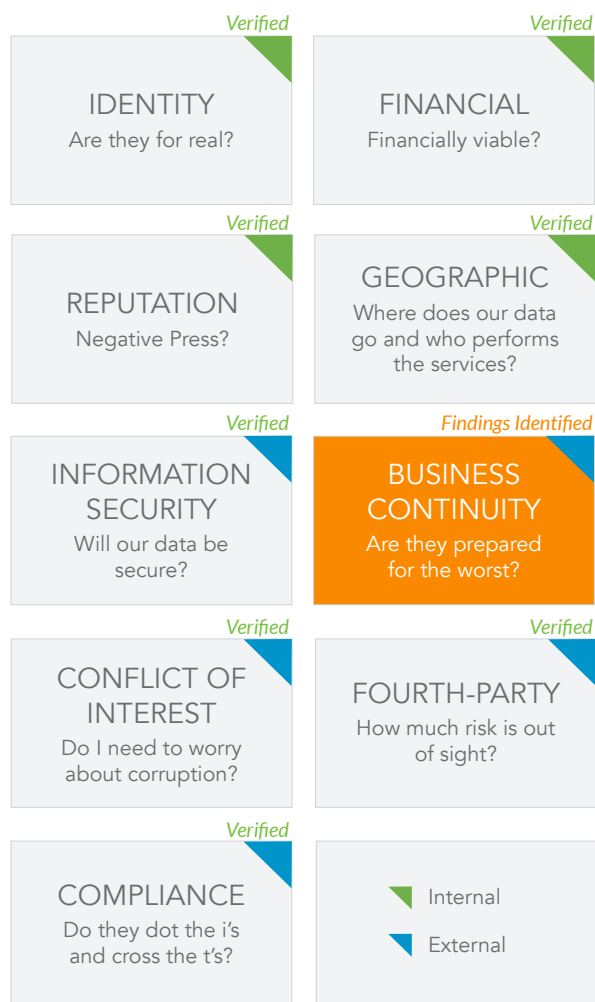 Verified
IDENTITY
Are they for real?
Verified
FINANCIAL
Financially viable?
Verified
REPUTATION
Negative Press?
Verified
GEOGRAPHIC
Where does our data
go and who performs
the services?
Verified
INFORMATION
SECURITY
Will our data be
secure?
Findings Identified
BUSINESS
CONTINUITY
Are they prepared
for the worst?
Verified
CONFLICT OF
INTEREST
Do I need to worry
about corruption?
Verified
FOURTH-PARTY
How much risk is out
of sight?
Verified
COMPLIANCE
Do they dot the i's
and cross the t's?
Internal
External